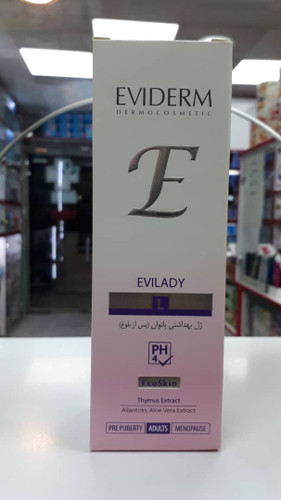 EVIDERM
DERMOCOSMETIC
E
EVILADY
L
ژل بهداشتی بانوان (پس از بلوغ)
PH
4
EcoSkin
Thymus Extract
Allantoin, Aloe Vera Extract
PRE PUBERTY ADULTS MENOPAUSE